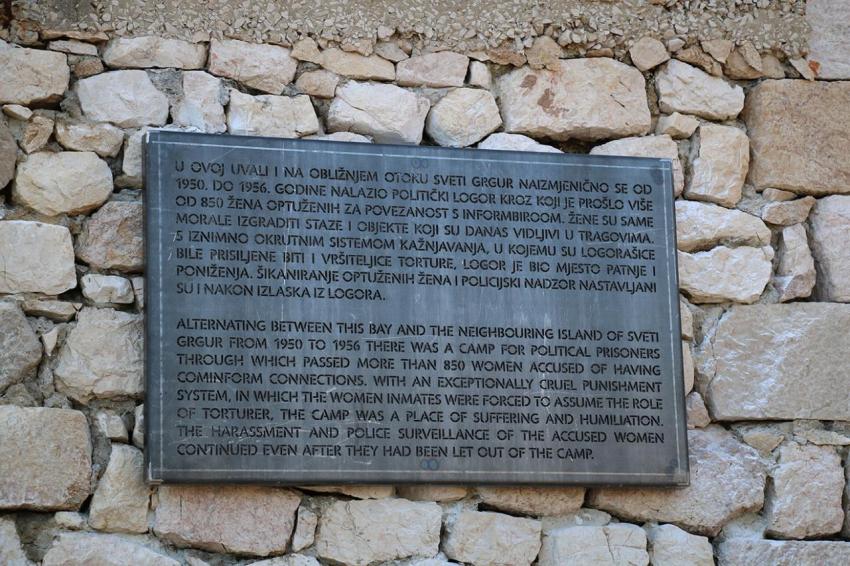 U OVOJ UVALI I NA OBLIŽNJEM OTOKU SVETI GRGUR NAIZMJENIČNO SE OD
1950. DO 1956. GODINE NALAZIO POLITIČKI LOGOR KROZ KOJI JE PROŠLO VIŠE
OD 850 ŽENA OPTUŽENIH ZA POVEZANOST S INFORMBIROOM. ŽENE SU SAME
MORALE IZGRADITI STAZE I OBJEKTE KOJI SU DANAS VIDLJIVI U TRAGOVIMA.
S IZNIMNO OKRUTNIM SISTEMOM KAŽNJAVANJA, U KOJEMU SU LOGORAŠICE
BILE PRISILJENE BITI I VRŠITELJICE TORTURE, LOGOR JE BIO MJESTO PATNJE I
PONIŽENJA. ŠIKANIRANJE OPTUŽENIH ŽENA I POLICIJSKI NADZOR NASTAVLJANI
SU I NAKON IZLASKA IZ LOGORA.
ALTERNATING BETWEEN THIS BAY AND THE NEIGHBOURING ISLAND OF SVETI
GRGUR FROM 1950 TO 1956 THERE WAS A CAMP FOR POLITICAL PRISONERS
THROUGH WHICH PASSED MORE THAN 850 WOMEN ACCUSED OF HAVING
COMINFORM CONNECTIONS. WITH AN EXCEPTIONALLY CRUEL PUNISHMENT
SYSTEM, IN WHICH THE WOMEN INMATES WERE FORCED TO ASSUME THE ROLE
OF TORTURER, THE CAMP WAS A PLACE OF SUFFERING AND HUMILIATION.
THE HARASSMENT AND POLICE SURVEILLANCE OF THE ACCUSED WOMEN
CONTINUED EVEN AFTER THEY HAD BEEN LET OUT OF THE CAMP.